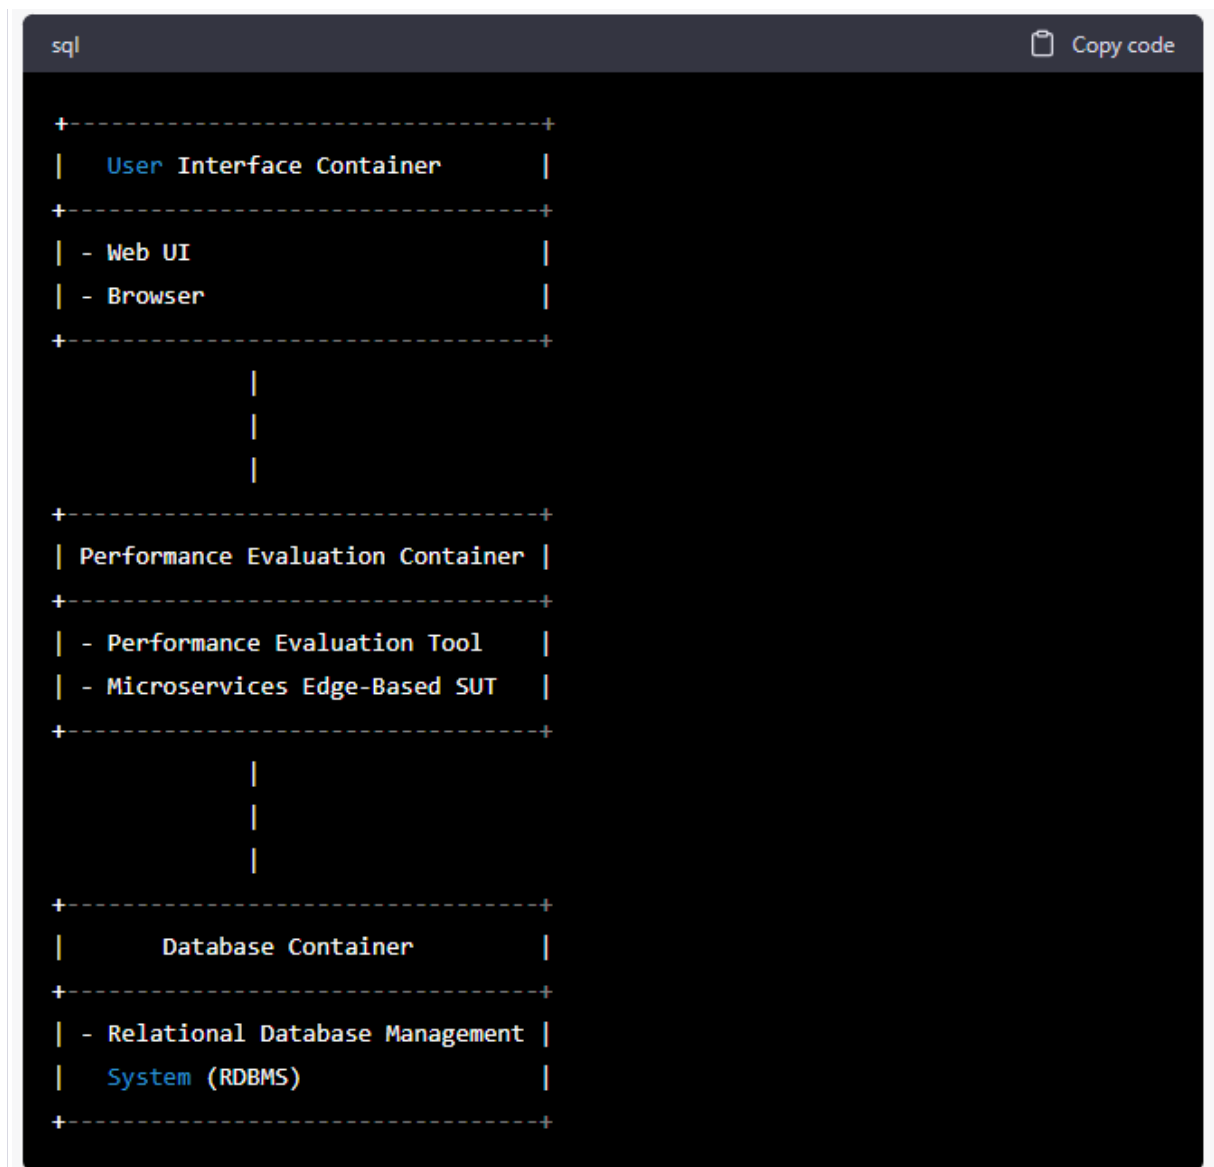 sql Copy code
+----------------------------------+
|   User Interface Container       |
+----------------------------------+
| - Web UI                         |
| - Browser                        |
+----------------------------------+
              |
              |
              |
+----------------------------------+
| Performance Evaluation Container |
+----------------------------------+
| - Performance Evaluation Tool    |
| - Microservices Edge-Based SUT   |
+----------------------------------+
              |
              |
              |
+----------------------------------+
|       Database Container         |
+----------------------------------+
| - Relational Database Management |
|   System (RDBMS)                 |
+----------------------------------+